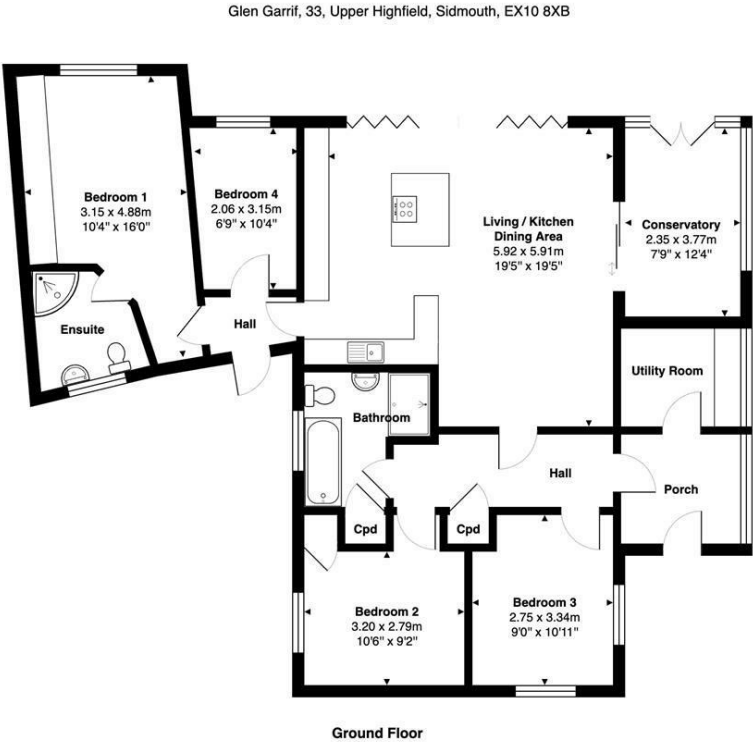 Glen Garrif, 33, Upper Highfield, Sidmouth, EX10 8XB
Bedroom 1
3.15 x 4.88m
10'4" x 16'0"
Bedroom 4
2.06 x 3.15m
6'9" x 10'4"
Living / Kitchen
Dining Area
5.92 x 5.91m
19'5" x 19'5"
Conservatory
2.35 x 3.77m
7'9" x 12'4"
Ensuite
Hall
Utility Room
Bathroom
Hall
Porch
Cpd
Cpd
Bedroom 2
3.20 x 2.79m
10'6" x 9'2"
Bedroom 3
2.75 x 3.34m
9'0" x 10'11"
Ground Floor